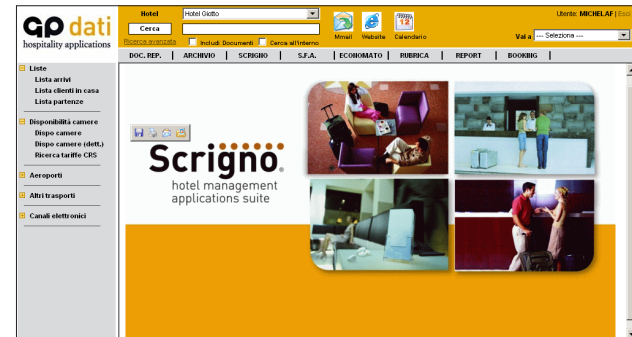 GP dati
hospitality applications
Hotel
Hotel Giotto
Cerca
Ricerca avanzata
Includi Documenti
Cerca all'interno
Mmail
Website
12
Calendario
Utente: MICHELAF | Esci
Vai a
--- Seleziona ---
DOC. REP. | ARCHIVIO | SCRIGNO | S.F.A. | ECONOMATO | RUBRICA | REPORT | BOOKING |
Liste
Lista arrivi
Lista clienti in casa
Lista partenze
Disponibilità camere
Dispo camere
Dispo camere (dett.)
Ricerca tariffe CRS
Aeroporti
Altri trasporti
Canali elettronici
Scrigno
hotel management
applications suite